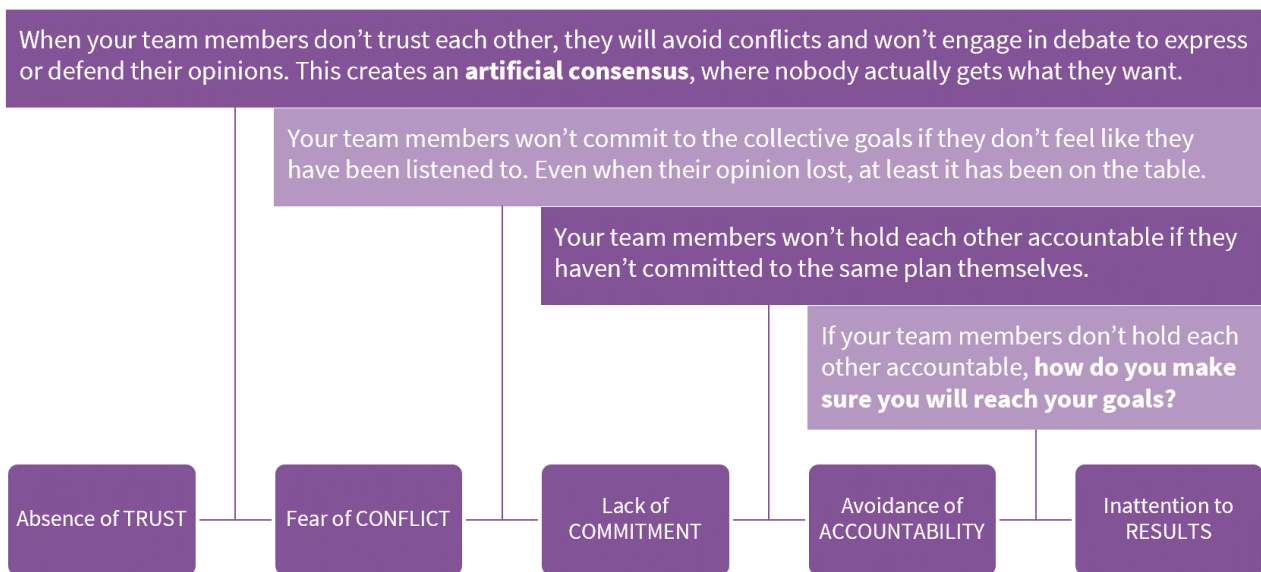 When your team members don’t trust each other, they will avoid conflicts and won’t engage in debate to express
or defend their opinions. This creates an artificial consensus, where nobody actually gets what they want.
Your team members won’t commit to the collective goals if they don’t feel like they
have been listened to. Even when their opinion lost, at least it has been on the table.
Your team members won’t hold each other accountable if they
haven’t committed to the same plan themselves.
If your team members don’t hold each
other accountable, how do you make
sure you will reach your goals?
Absence of TRUST
Fear of CONFLICT
Lack of
COMMITMENT
Avoidance of
ACCOUNTABILITY
Inattention to
RESULTS